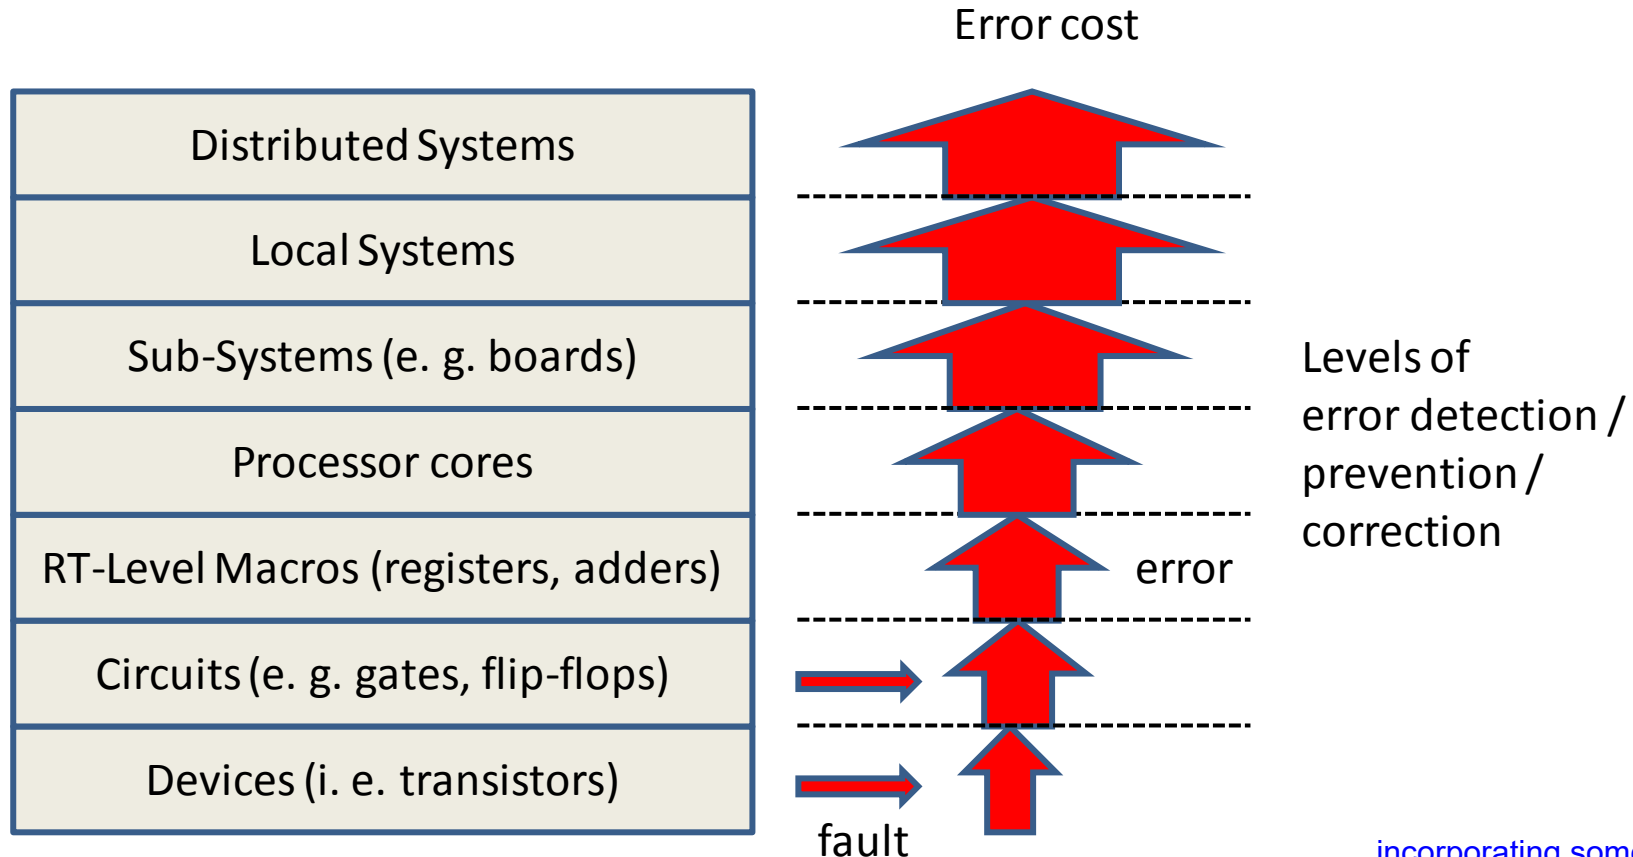 Error cost
Distributed Systems
Local Systems
Sub-Systems (e. g. boards)
Processor cores
RT-Level Macros (registers, adders)
Circuits (e. g. gates, flip-flops)
Devices (i. e. transistors)
error
fault
Levels of
error detection /
prevention /
correction
incorporating some